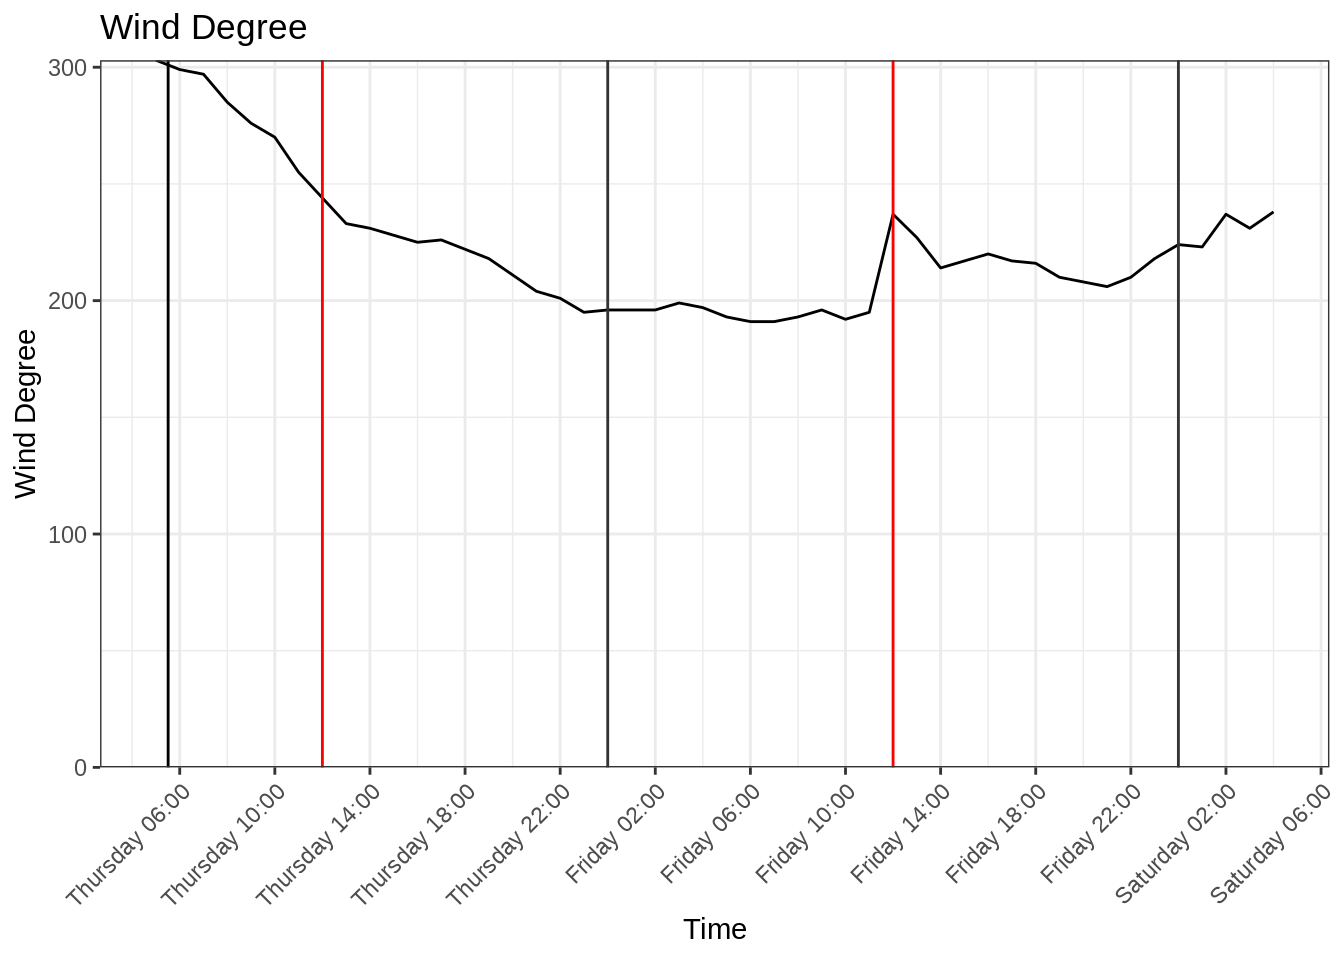 Wind Degree
300
200
100
0
Wind Degree
Thursday 06:00
Thursday 10:00
Thursday 14:00
Thursday 18:00
Thursday 22:00
Friday 02:00
Friday 06:00
Friday 10:00
Friday 14:00
Friday 18:00
Friday 22:00
Saturday 02:00
Saturday 06:00
Time